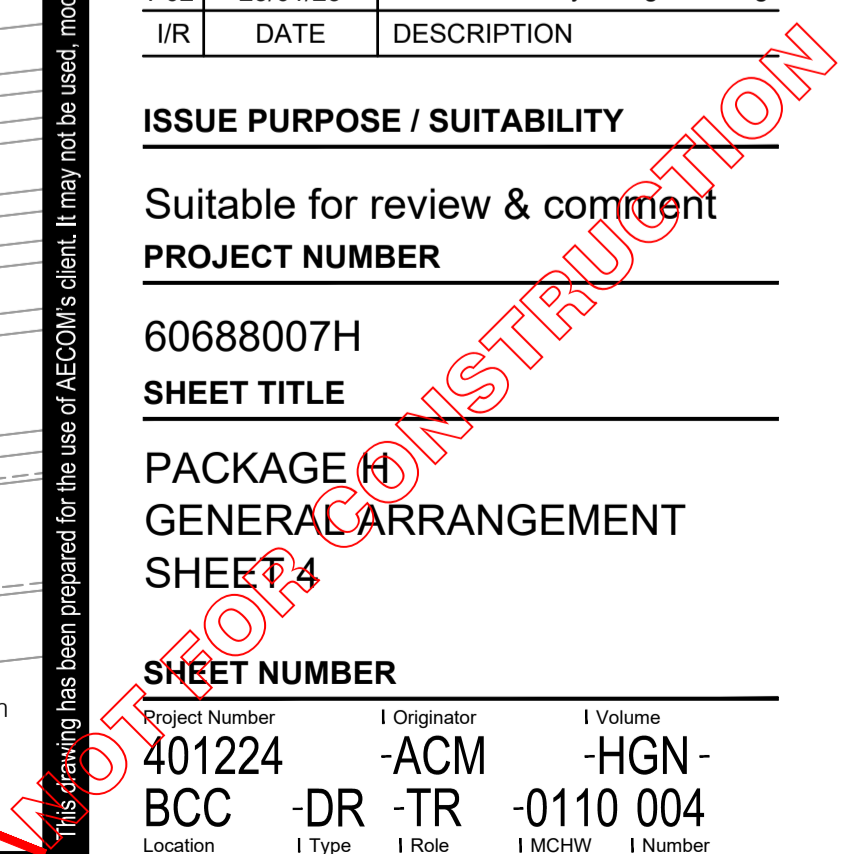 I/R DATE DESCRIPTION
ISSUE PURPOSE / SUITABILITY
Suitable for review & comment
PROJECT NUMBER
60688007H
SHEET TITLE
PACKAGE H
GENERAL ARRANGEMENT
SHEET 4
SHEET NUMBER
Project Number Originator Volume
401224 -ACM -HGN -
BCC -DR -TR -0110 004
Location Type Role MCHW Number
This drawing has been prepared for the use of AECOM's client. It may not be used,
NOT FOR CONSTRUCTION